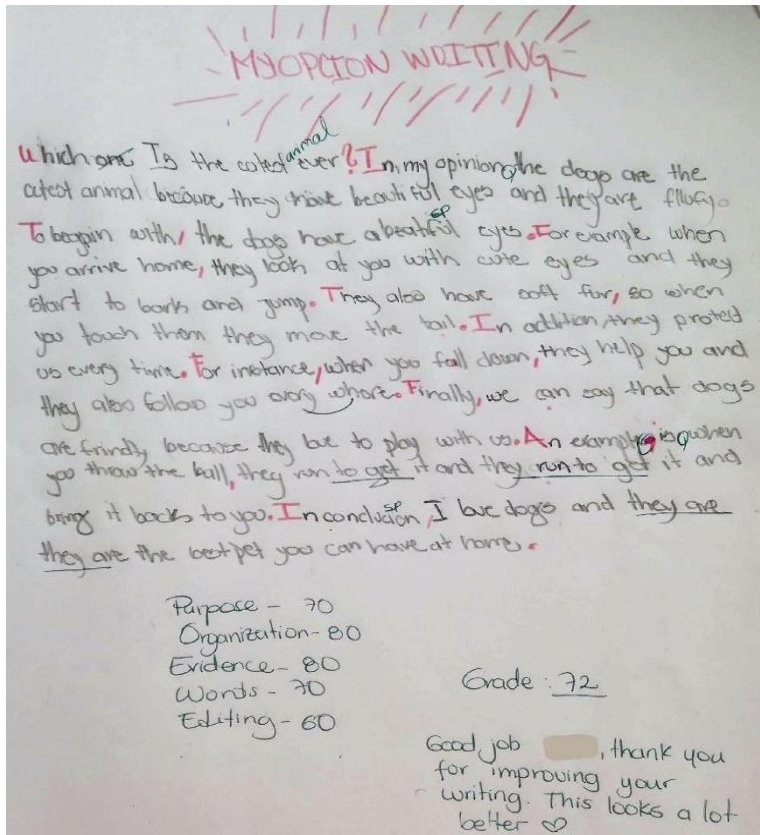 MY OPCION WRITTING
Which one Is the cotest animal ever? In my opinion, the dogs are the
cutest animal because they have beautiful eyes and they are fllufy.
To beggin with, the dogs have a beatiful sp eyes. For example when
you arrive home, they look at you with cute eyes and they
start to bark and jump. They also have soft fur, so when
you touch them they move the tail. In addition, they protect
us every time. For instance, when you fall down, they help you and
they also follow you every where. Finally, we can say that dogs
are frindly because they love to play with us. An example is when
you throw the ball, they run to get it and they run to get it and
bring it back to you. In conclusion sp, I love dogs and they are
they are the best pet you can have at home.
Purpose - 70
Organization - 80
Evidence - 80
Words - 70
Editing - 60
Grade : 72
Good job , thank you
for improving your
writing. This looks a lot
better ♡